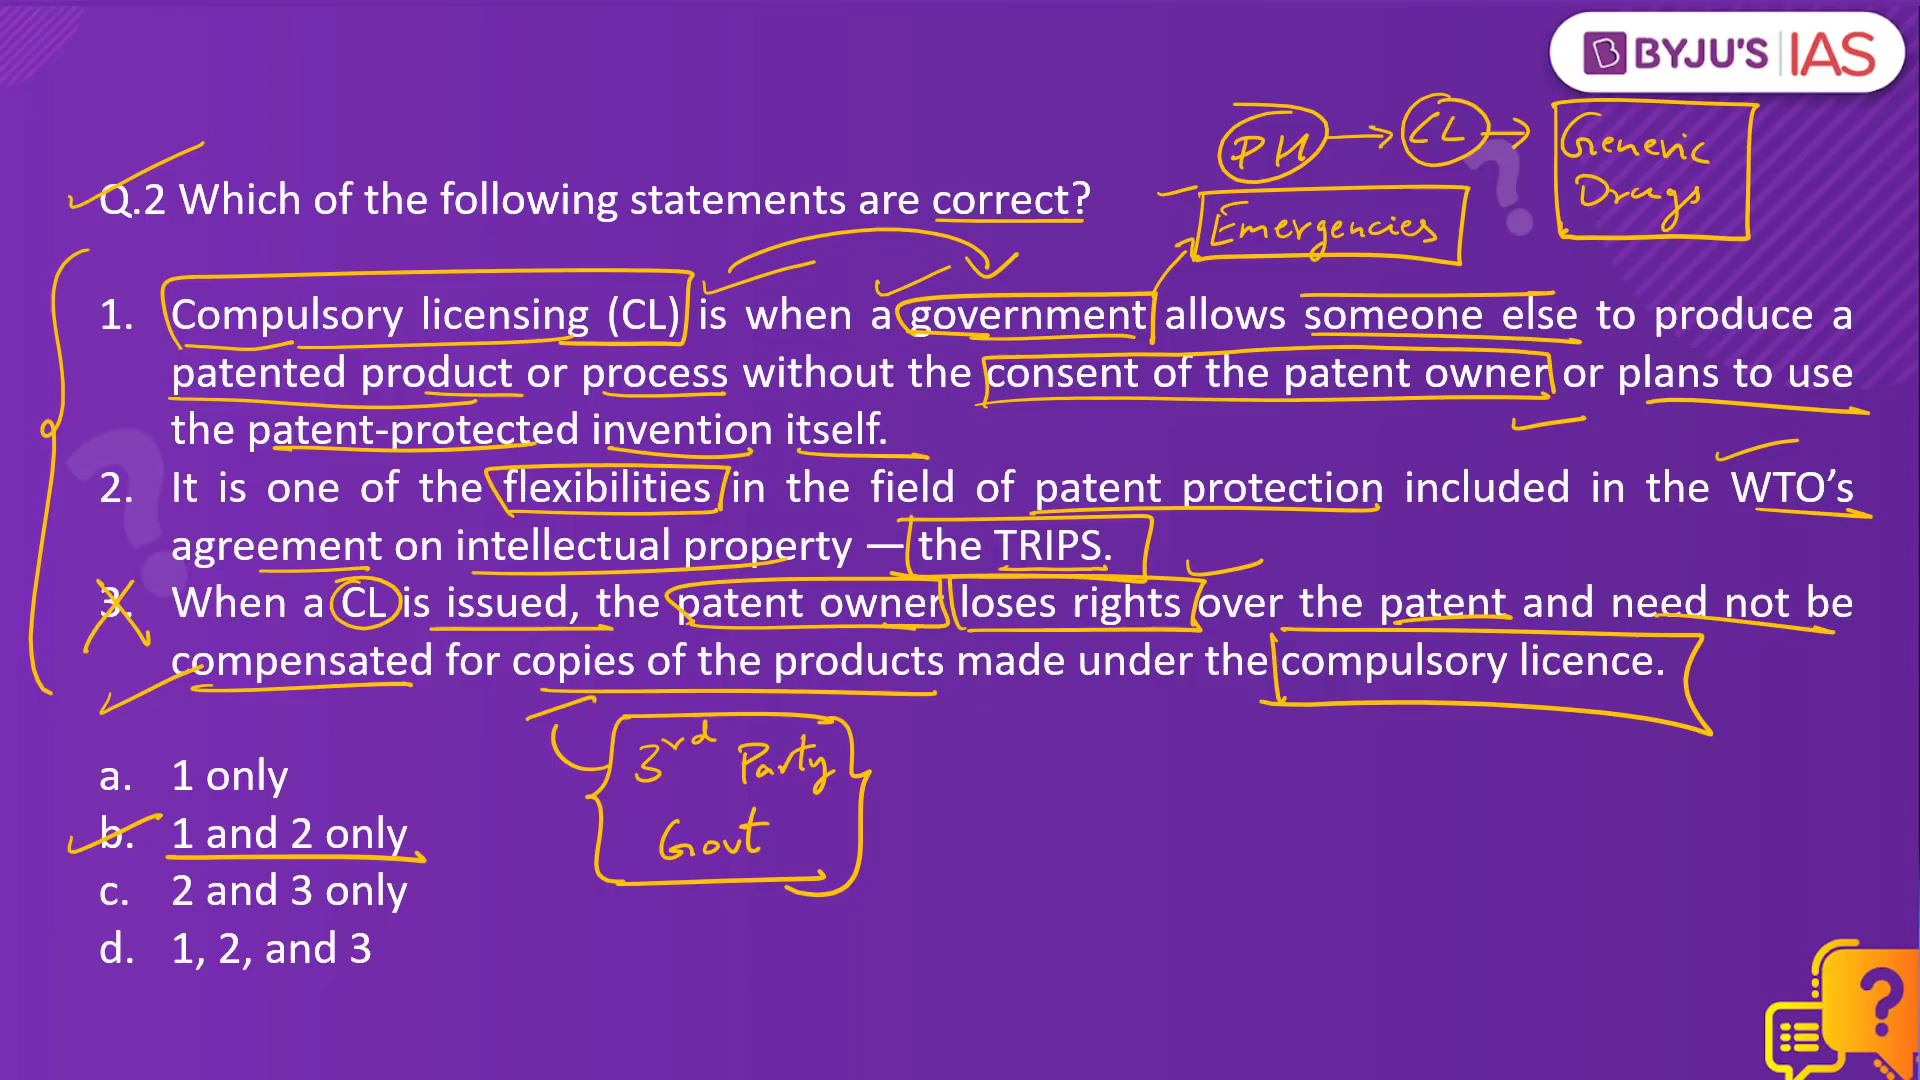 BYJU'S IAS
PH → CL → Generic Drugs
Emergencies
Q.2 Which of the following statements are correct?
1. Compulsory licensing (CL) is when a government allows someone else to produce a
patented product or process without the consent of the patent owner or plans to use
the patent-protected invention itself.
2. It is one of the flexibilities in the field of patent protection included in the WTO’s
agreement on intellectual property — the TRIPS.
3. When a CL is issued, the patent owner loses rights over the patent and need not be
compensated for copies of the products made under the compulsory licence.
3rd Party
Govt
a. 1 only
b. 1 and 2 only
c. 2 and 3 only
d. 1, 2, and 3